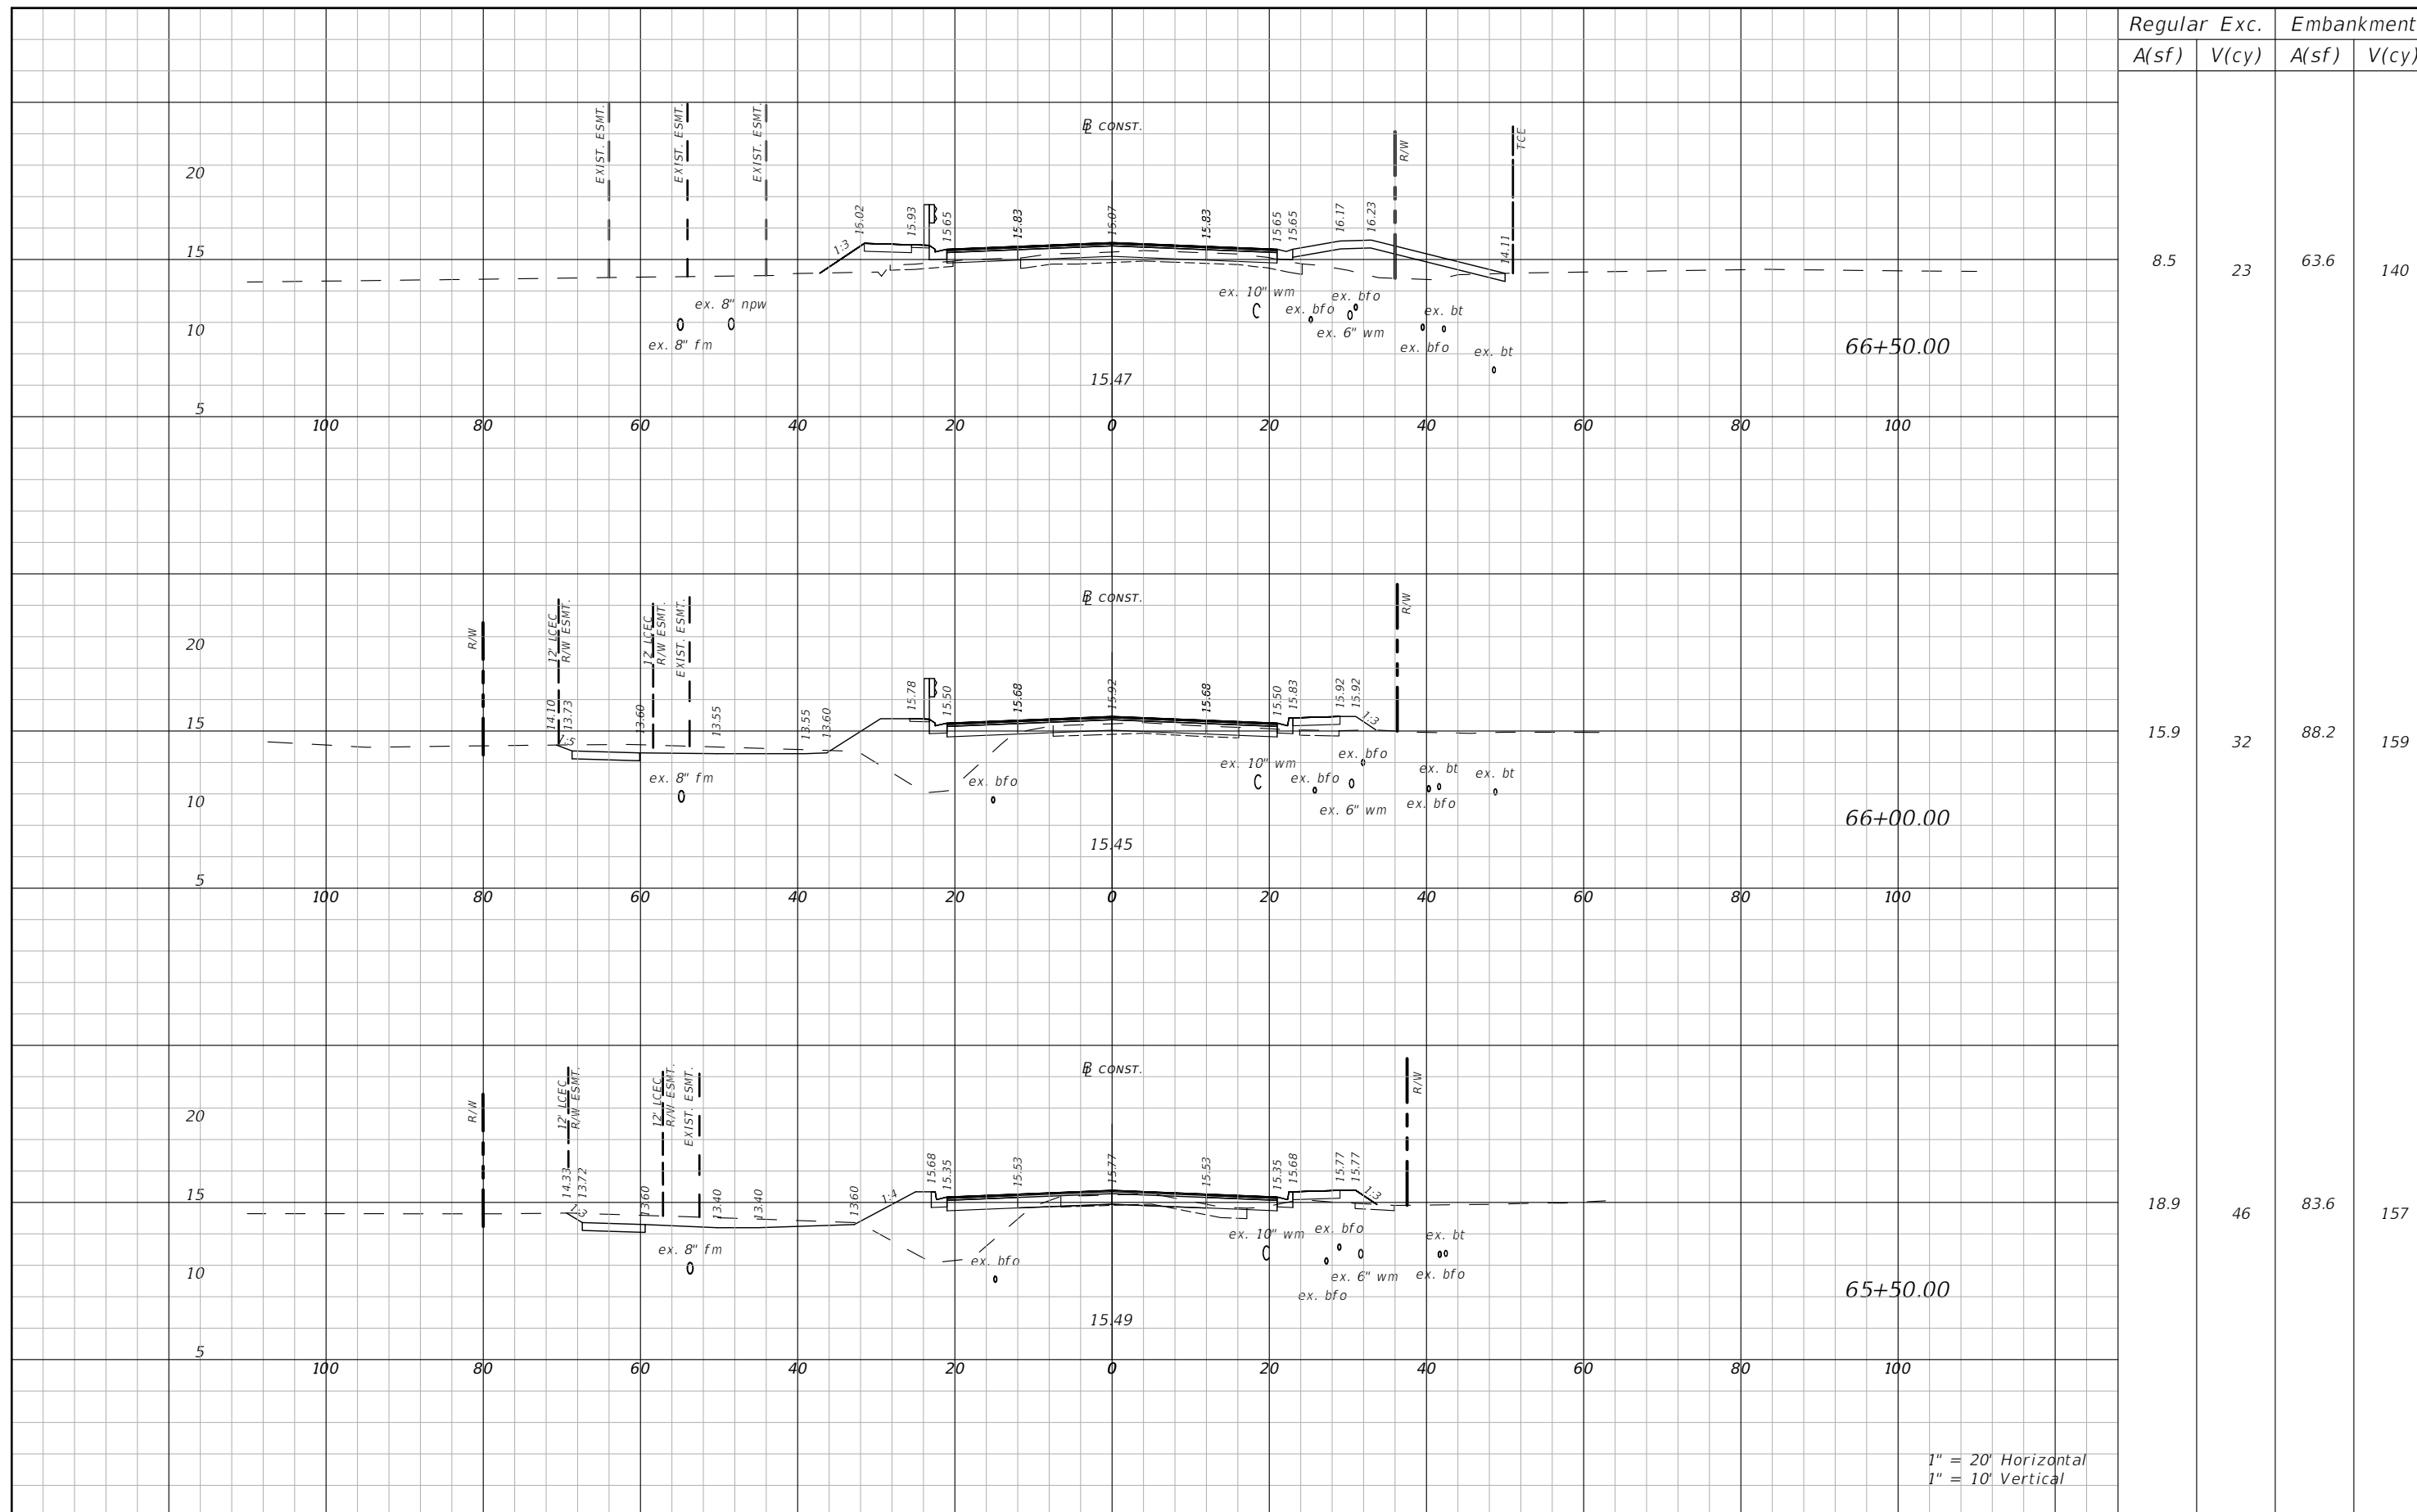 Regular Exc. Embankment
A(sf) V(cy) A(sf) V(cy)
EXIST. ESMT. EXIST. ESMT. EXIST. ESMT. BL CONST. R/W TCE
20
16.02 15.93 15.65 15.83 16.07 15.83 15.65 15.65 16.17 16.23 14.11
15 1:3
8.5 23 63.6 140
ex. 8" npw ex. 10" wm ex. bfo ex. bfo ex. bt
10 ex. 8" fm ex. 6" wm ex. bfo ex. bt 66+50.00
15.47
5
100 80 60 40 20 0 20 40 60 80 100
BL CONST.
R/W 12' LCEC R/W ESMT. 12' LCEC R/W ESMT. EXIST. ESMT. R/W
20
14.10 13.73 13.60 13.55 13.55 13.60 15.78 15.50 15.68 15.92 15.68 15.50 15.83 15.92 15.92
15 1:5 1:3
15.9 32 88.2 159
ex. 8" fm ex. bfo ex. 10" wm ex. bfo ex. bfo ex. bt ex. bt
10 ex. 6" wm ex. bfo 66+00.00
15.45
5
100 80 60 40 20 0 20 40 60 80 100
BL CONST.
R/W 12' LCEC R/W ESMT. 12' LCEC R/W ESMT. EXIST. ESMT. R/W
20
14.33 13.72 13.60 13.40 13.40 13.60 15.68 15.35 15.53 15.77 15.53 15.35 15.68 15.77 15.77
15 1:3 1:4 1:3
18.9 46 83.6 157
ex. 8" fm ex. bfo ex. 10" wm ex. bfo ex. bt
10 ex. 6" wm ex. bfo
ex. bfo 65+50.00
15.49
5
100 80 60 40 20 0 20 40 60 80 100
1" = 20' Horizontal
1" = 10' Vertical